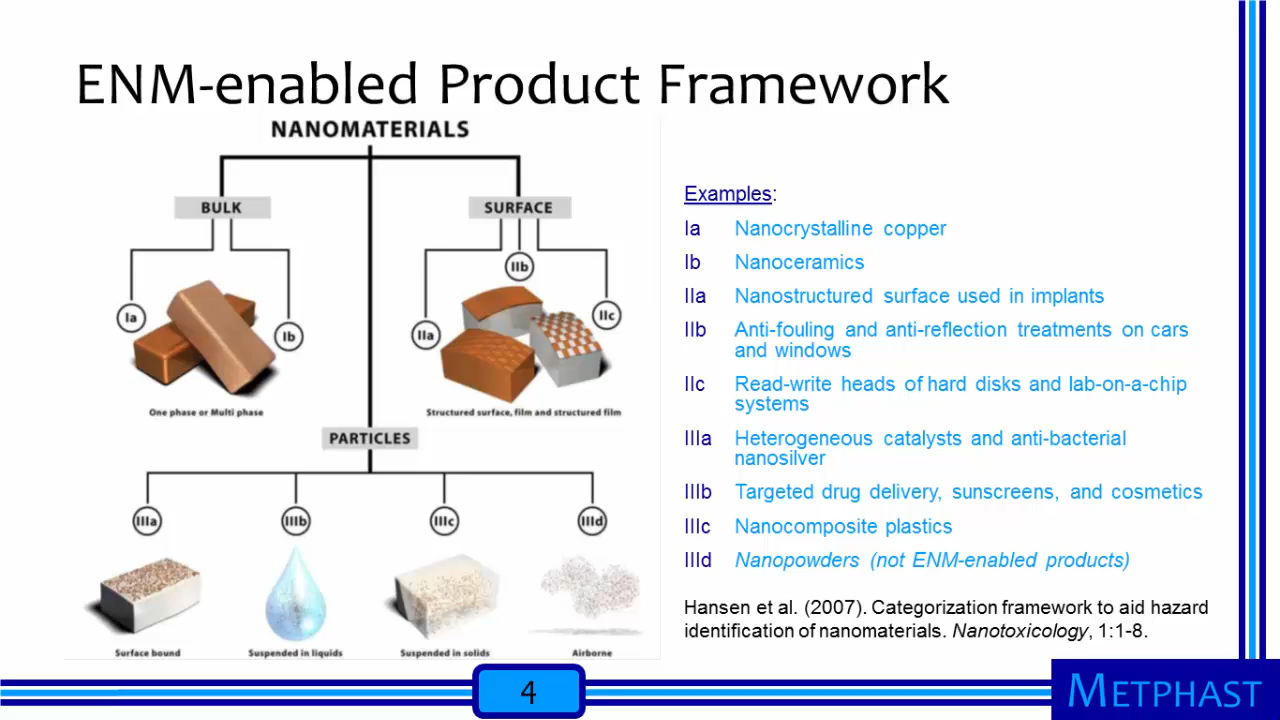 ENM-enabled Product Framework
NANOMATERIALS
BULK
SURFACE
Ia
Ib
IIa
IIb
IIc
One phase or Multi phase
Structured surface, film and structured film
PARTICLES
IIIa
IIIb
IIIc
IIId
Surface bound
Suspended in liquids
Suspended in solids
Airborne
Examples:
Ia Nanocrystalline copper
Ib Nanoceramics
IIa Nanostructured surface used in implants
IIb Anti-fouling and anti-reflection treatments on cars
and windows
IIc Read-write heads of hard disks and lab-on-a-chip
systems
IIIa Heterogeneous catalysts and anti-bacterial
nanosilver
IIIb Targeted drug delivery, sunscreens, and cosmetics
IIIc Nanocomposite plastics
IIId Nanopowders (not ENM-enabled products)
Hansen et al. (2007). Categorization framework to aid hazard
identification of nanomaterials. Nanotoxicology, 1:1-8.
4
METPHAST